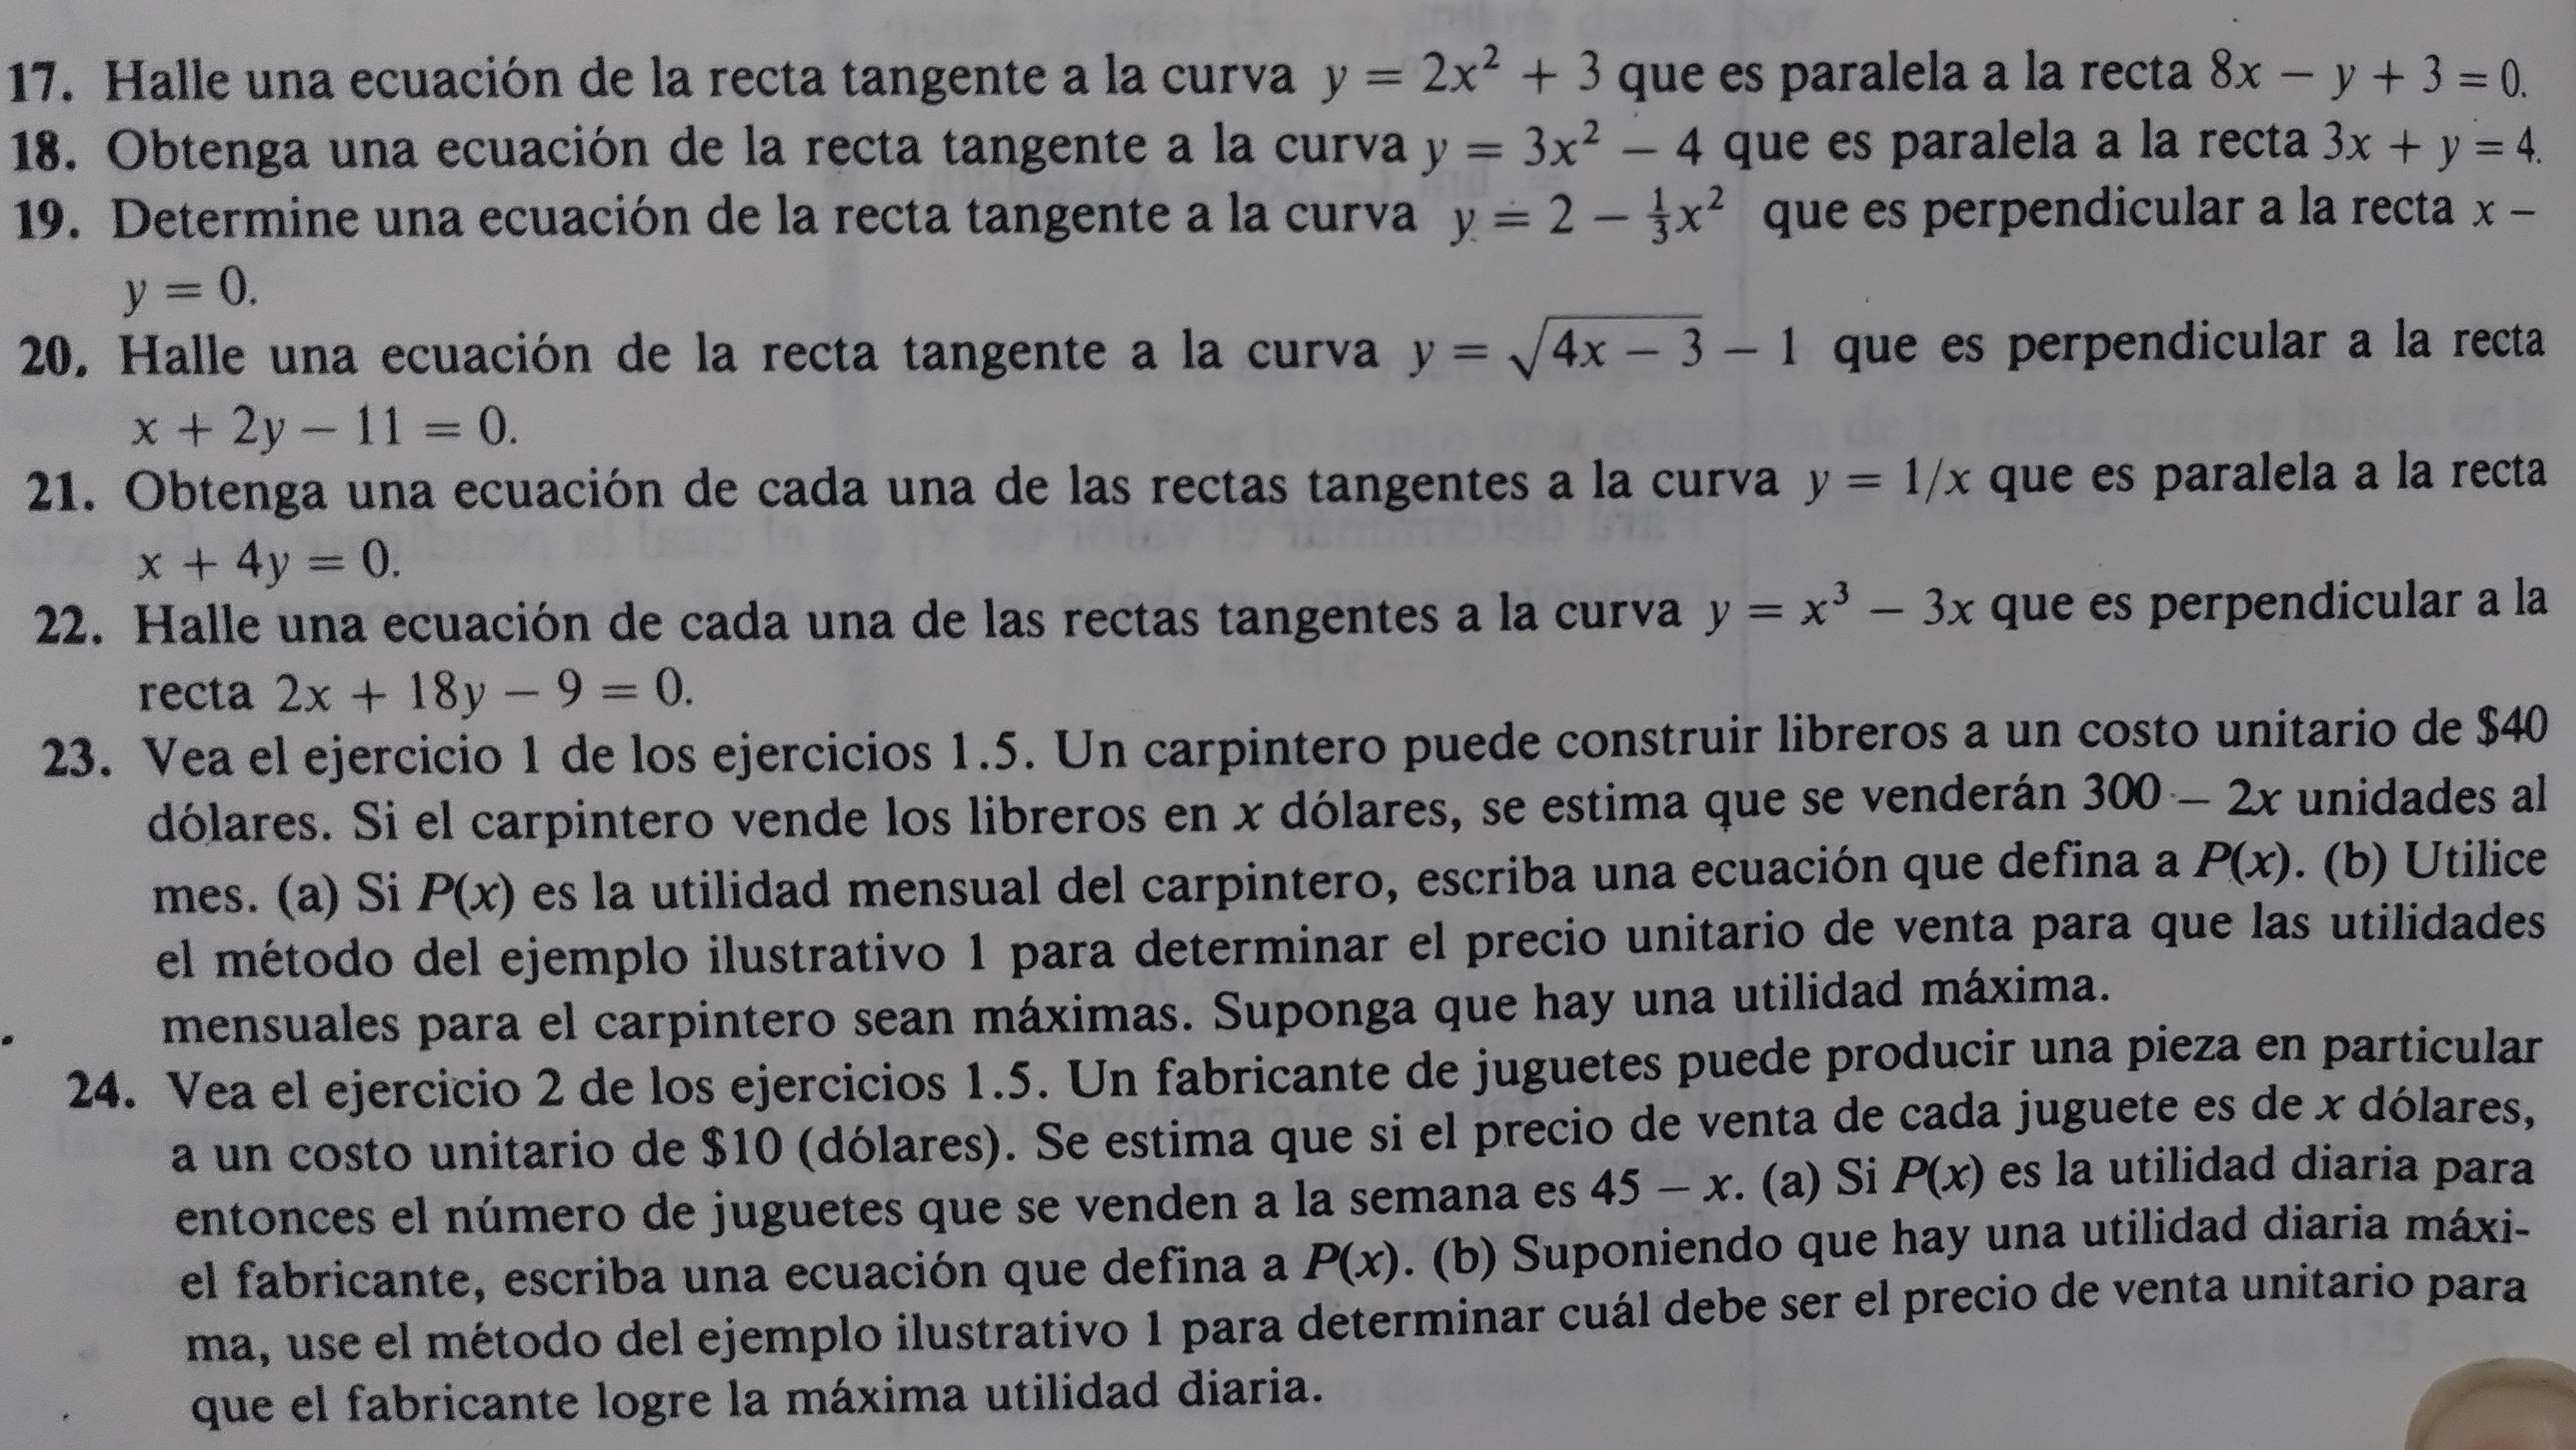 17. Halle una ecuación de la recta tangente a la curva y = 2x² + 3 que es paralela a la recta 8x − y + 3 = 0.
18. Obtenga una ecuación de la recta tangente a la curva y = 3x² − 4 que es paralela a la recta 3x + y = 4.
19. Determine una ecuación de la recta tangente a la curva y = 2 − ⅓x² que es perpendicular a la recta x −
y = 0.
20. Halle una ecuación de la recta tangente a la curva y = √(4x − 3) − 1 que es perpendicular a la recta
x + 2y − 11 = 0.
21. Obtenga una ecuación de cada una de las rectas tangentes a la curva y = 1/x que es paralela a la recta
x + 4y = 0.
22. Halle una ecuación de cada una de las rectas tangentes a la curva y = x³ − 3x que es perpendicular a la
recta 2x + 18y − 9 = 0.
23. Vea el ejercicio 1 de los ejercicios 1.5. Un carpintero puede construir libreros a un costo unitario de $40
dólares. Si el carpintero vende los libreros en x dólares, se estima que se venderán 300 − 2x unidades al
mes. (a) Si P(x) es la utilidad mensual del carpintero, escriba una ecuación que defina a P(x). (b) Utilice
el método del ejemplo ilustrativo 1 para determinar el precio unitario de venta para que las utilidades
mensuales para el carpintero sean máximas. Suponga que hay una utilidad máxima.
24. Vea el ejercicio 2 de los ejercicios 1.5. Un fabricante de juguetes puede producir una pieza en particular
a un costo unitario de $10 (dólares). Se estima que si el precio de venta de cada juguete es de x dólares,
entonces el número de juguetes que se venden a la semana es 45 − x. (a) Si P(x) es la utilidad diaria para
el fabricante, escriba una ecuación que defina a P(x). (b) Suponiendo que hay una utilidad diaria máxi-
ma, use el método del ejemplo ilustrativo 1 para determinar cuál debe ser el precio de venta unitario para
que el fabricante logre la máxima utilidad diaria.